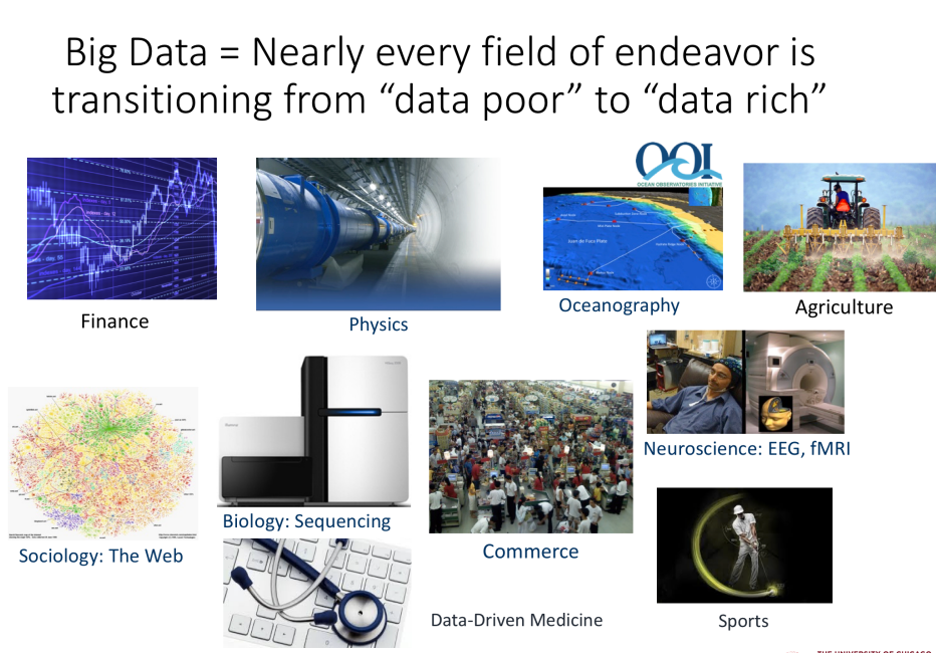 Big Data = Nearly every field of endeavor is
transitioning from “data poor” to “data rich”
OOI
OCEAN OBSERVATORIES INITIATIVE
Finance
Physics
Oceanography
Agriculture
Neuroscience: EEG, fMRI
Biology: Sequencing
Sociology: The Web
Commerce
Data-Driven Medicine
Sports
THE UNIVERSITY OF CHICAGO